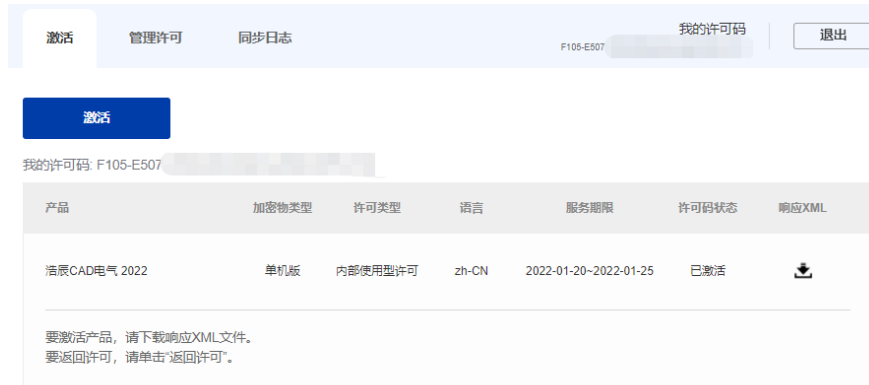 激活 管理许可 同步日志 我的许可码 退出
F105-E507
激活
我的许可码: F105-E507
产品 加密物类型 许可类型 语言 服务期限 许可码状态 响应XML
浩辰CAD电气 2022 单机版 内部使用型许可 zh-CN 2022-01-20~2022-01-25 已激活
要激活产品，请下载响应XML文件。
要返回许可，请单击“返回许可”。